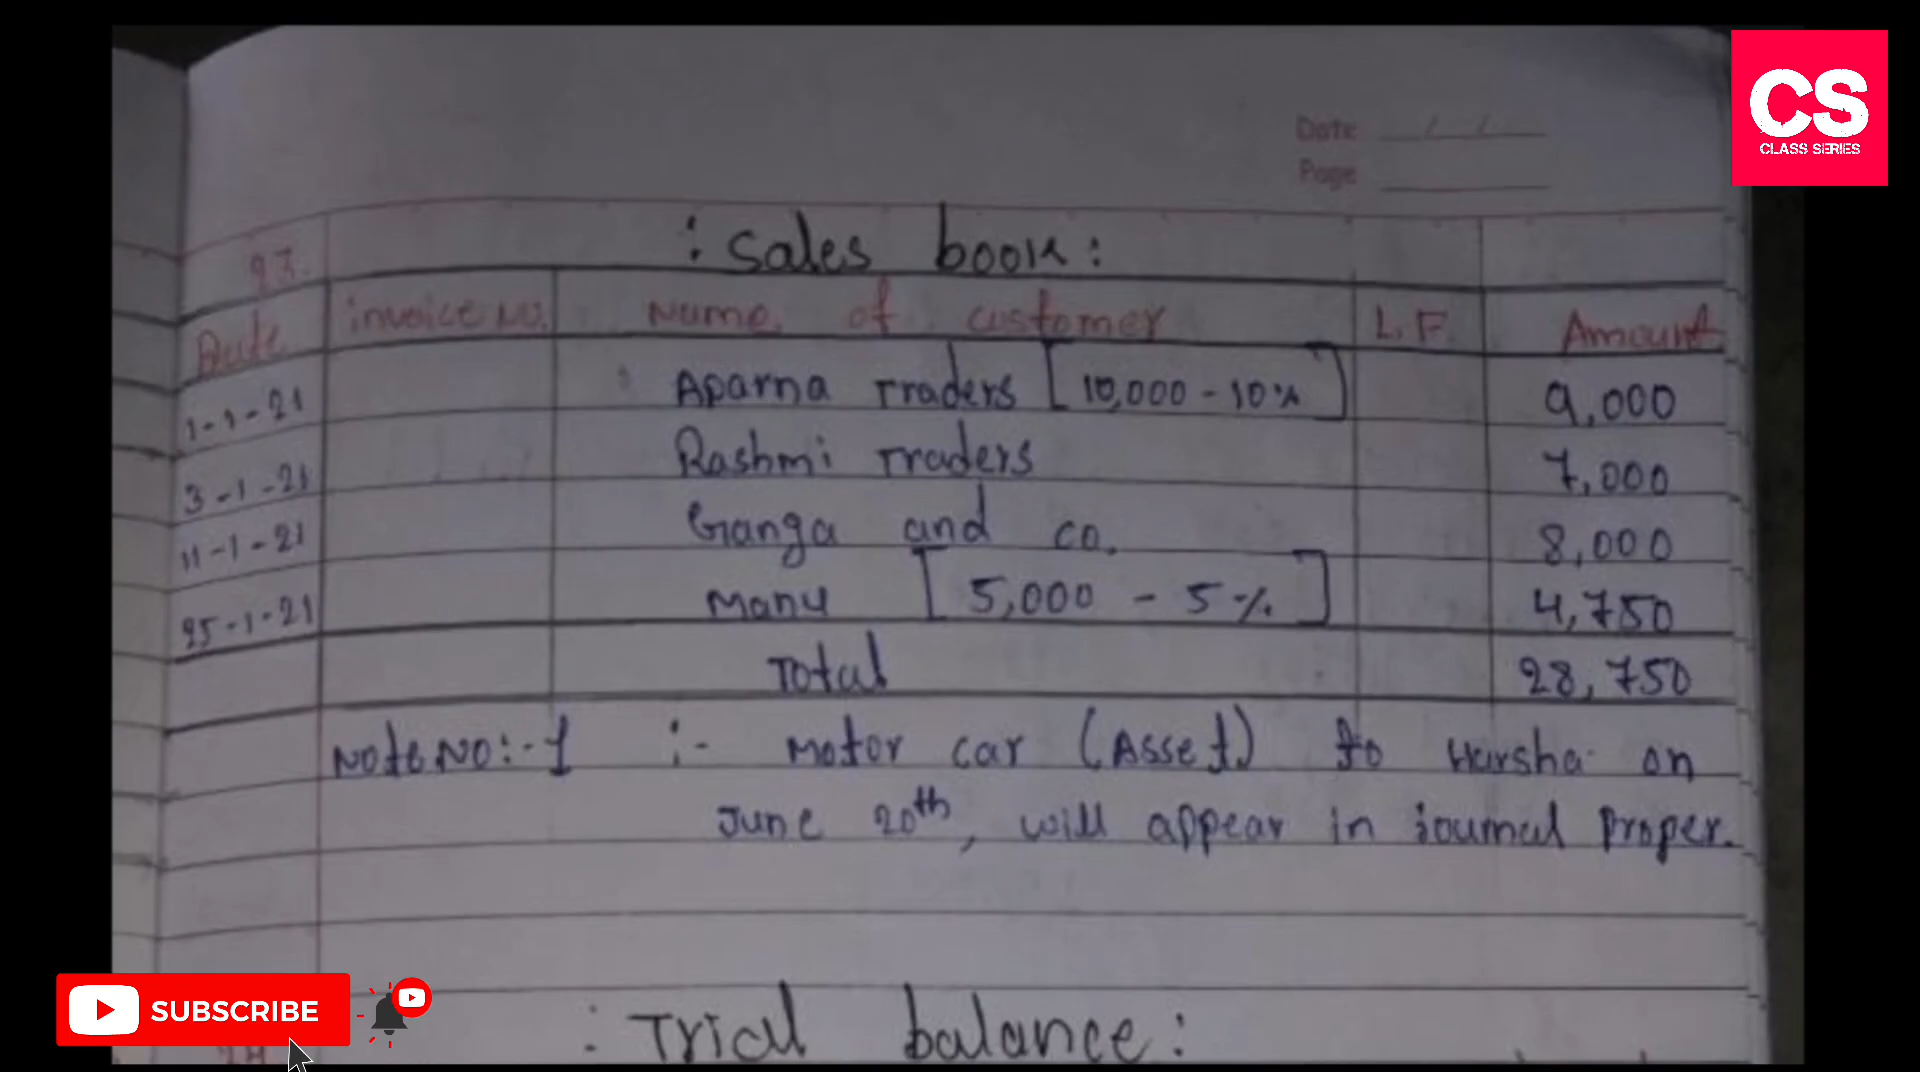 Date / /
Page
CS
CLASS SERIES
: Sales book :
27.
Date invoice No. Name of customer L.F. Amount
1-1-21 Aparna Traders [10,000 - 10%] 9,000
3-1-21 Rashmi Traders 7,000
11-1-21 Ganga and co. 8,000
25-1-21 Manu [5,000 - 5%] 4,750
Total 28,750
Note No:-1 :- Motor car (Asset) to Harsha on
June 20th, will appear in journal proper.
SUBSCRIBE
: Trial balance :